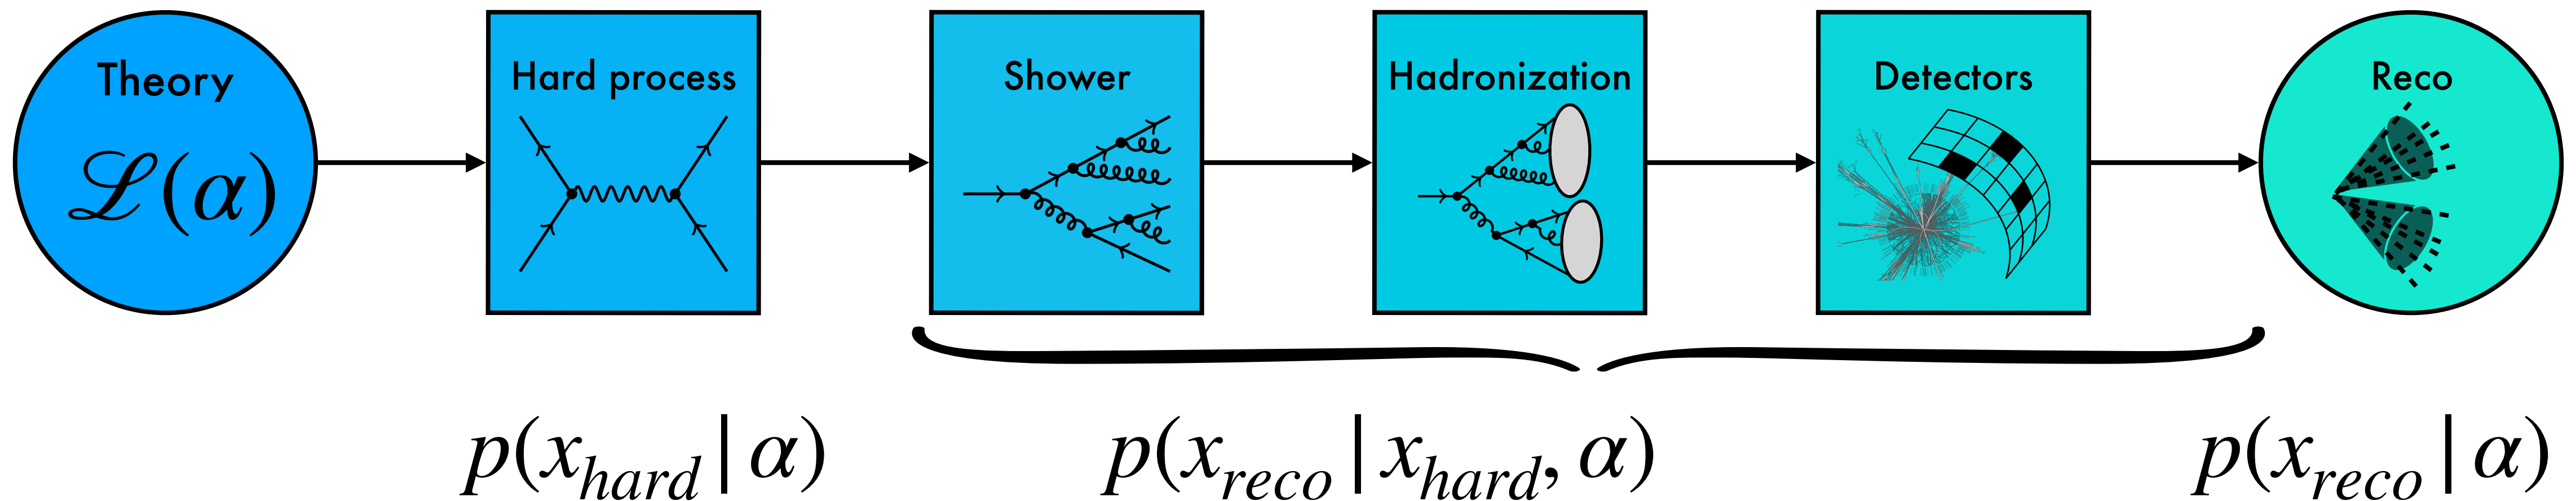 Theory
ℒ(α)
Hard process
Shower
Hadronization
Detectors
Reco
p(x_hard | α)
p(x_reco | x_hard, α)
p(x_reco | α)